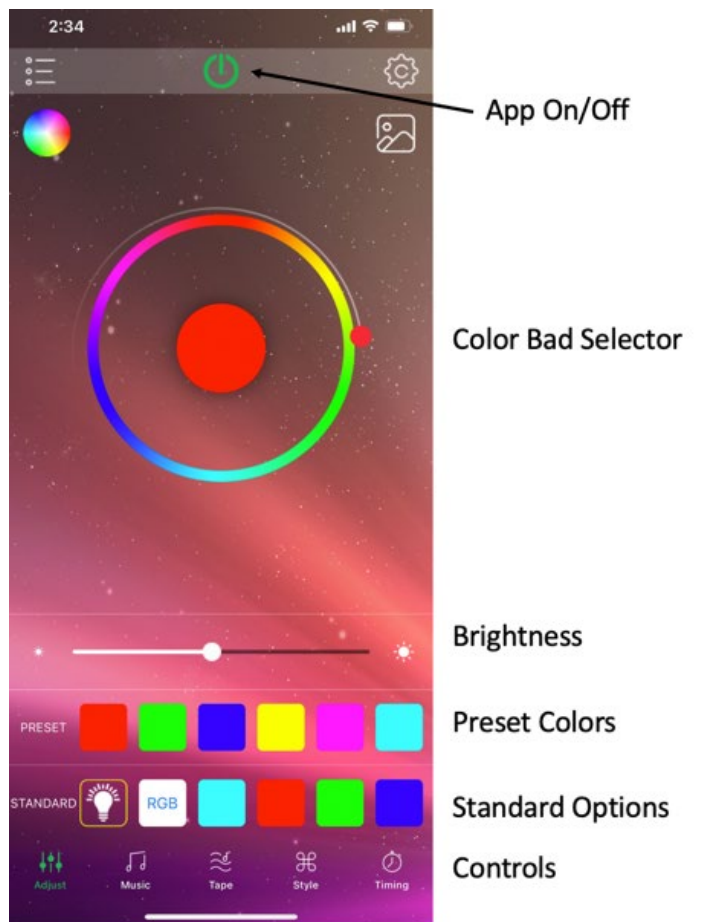 2:34
App On/Off
Color Bad Selector
Brightness
PRESET
Preset Colors
STANDARD
RGB
Standard Options
Adjust
Music
Tape
Style
Timing
Controls